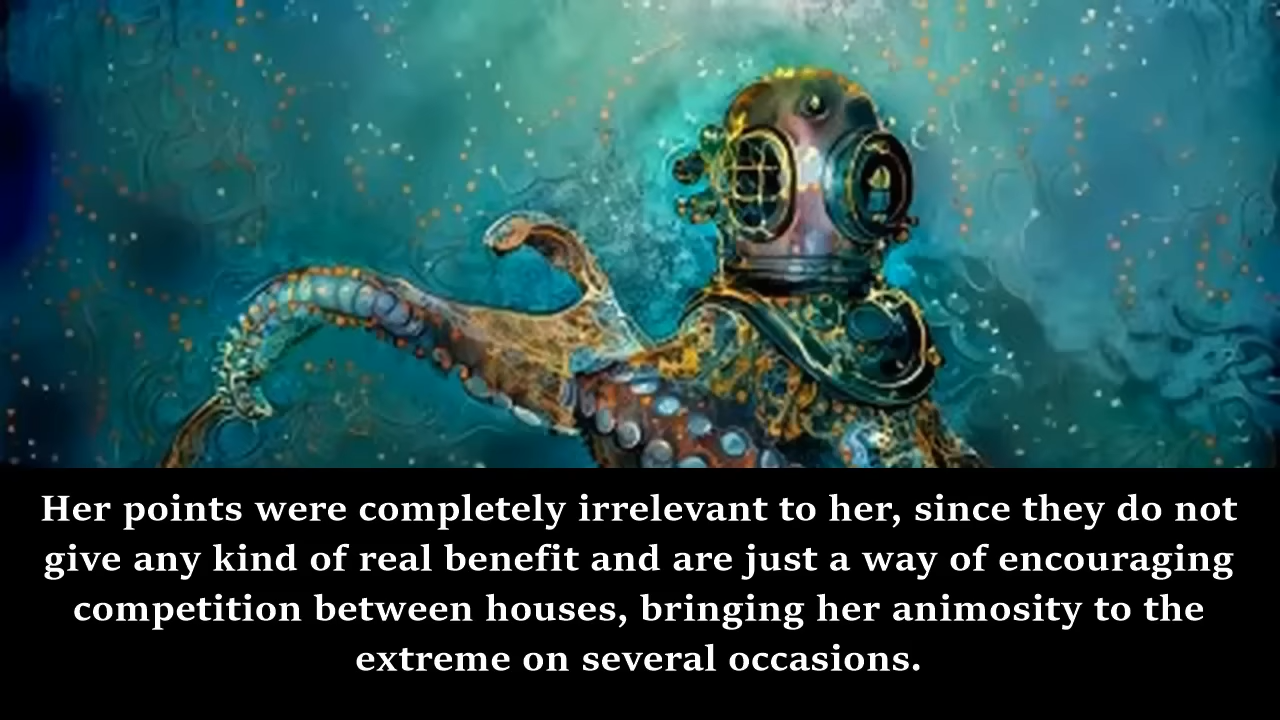 Her points were completely irrelevant to her, since they do not
give any kind of real benefit and are just a way of encouraging
competition between houses, bringing her animosity to the
extreme on several occasions.